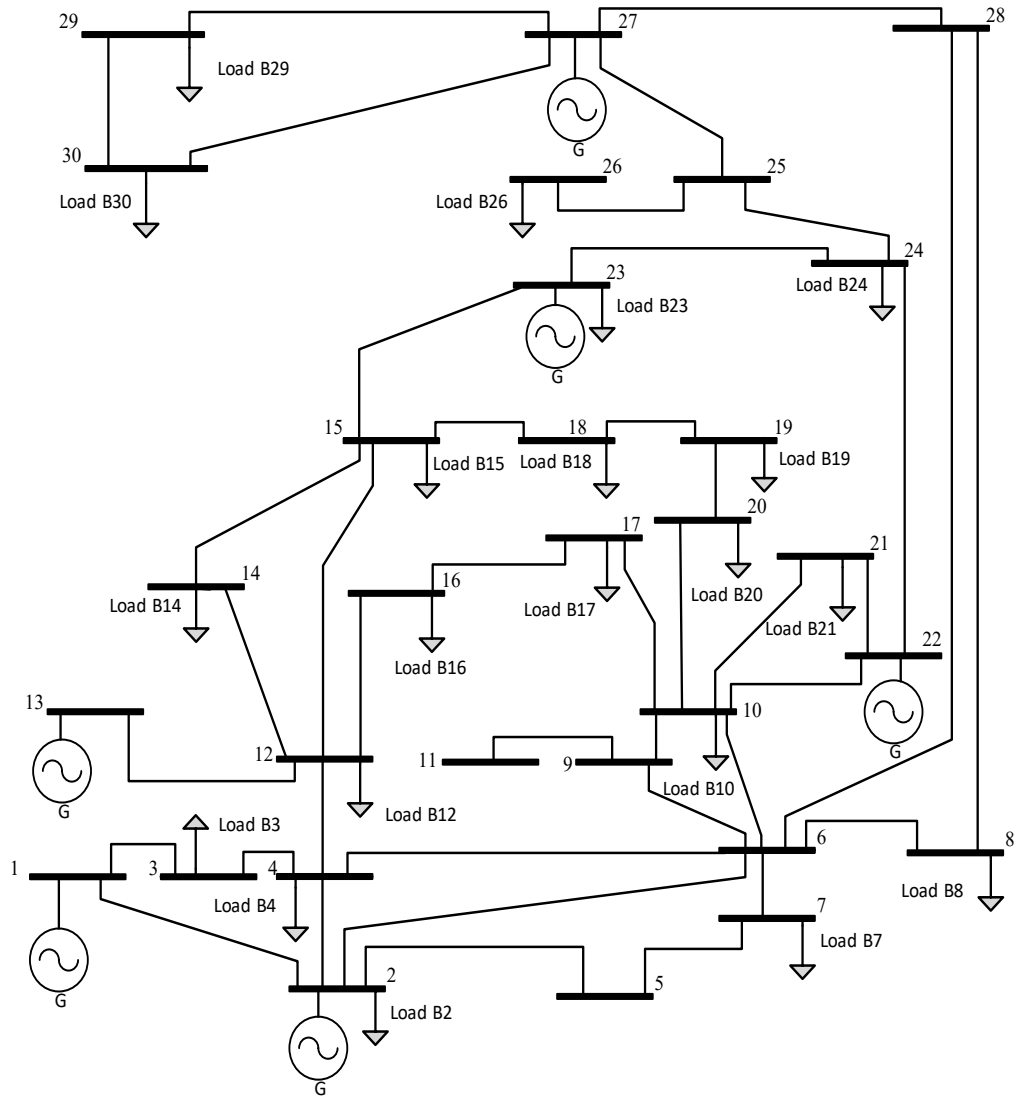 29
27
28
Load B29
G
30
26
25
Load B30
Load B26
24
23
Load B24
Load B23
G
15
18
19
Load B15
Load B18
Load B19
20
17
21
14
16
Load B14
Load B17
Load B20
Load B21
Load B16
22
13
10
12
11
9
G
Load B10
G
Load B12
Load B3
6
8
1
3
4
Load B8
Load B4
7
Load B7
2
5
G
Load B2
G